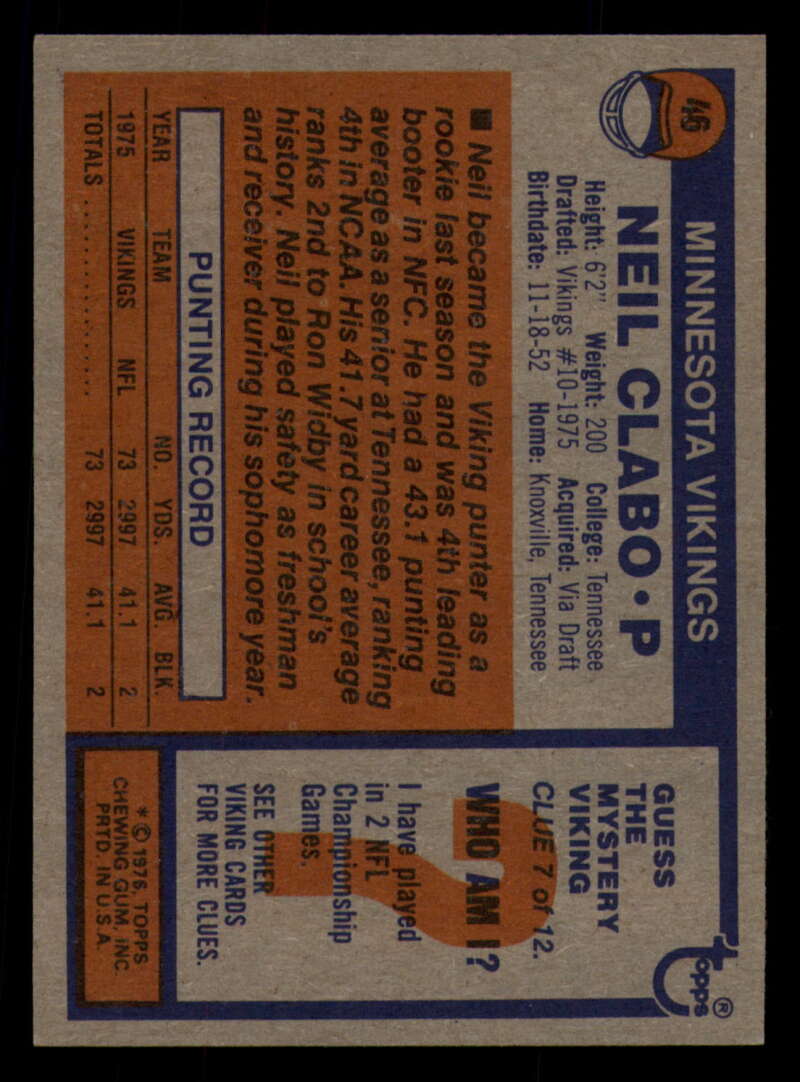 46
MINNESOTA VIKINGS
NEIL CLABO • P
Height: 6'2" Weight: 200 College: Tennessee
Drafted: Vikings #10-1975 Acquired: Via Draft
Birthdate: 11-18-52 Home: Knoxville, Tennessee
■ Neil became the Viking punter as a
rookie last season and was 4th leading
booter in NFC. He had a 43.1 punting
average as a senior at Tennessee, ranking
4th in NCAA. His 41.7 yard career average
ranks 2nd to Ron Widby in school's
history. Neil played safety as freshman
and receiver during his sophomore year.
PUNTING RECORD
YEAR TEAM NO. YDS. AVG. BLK.
1975 VIKINGS NFL 73 2997 41.1 2
TOTALS .............. 73 2997 41.1 2
topps®
GUESS
THE
MYSTERY
VIKING
CLUE 7 of 12.
?
WHO AM I?
I have played
in 2 NFL
Championship
Games.
SEE OTHER
VIKING CARDS
FOR MORE CLUES.
* © 1976, TOPPS
CHEWING GUM, INC.
PRTD. IN U.S.A.